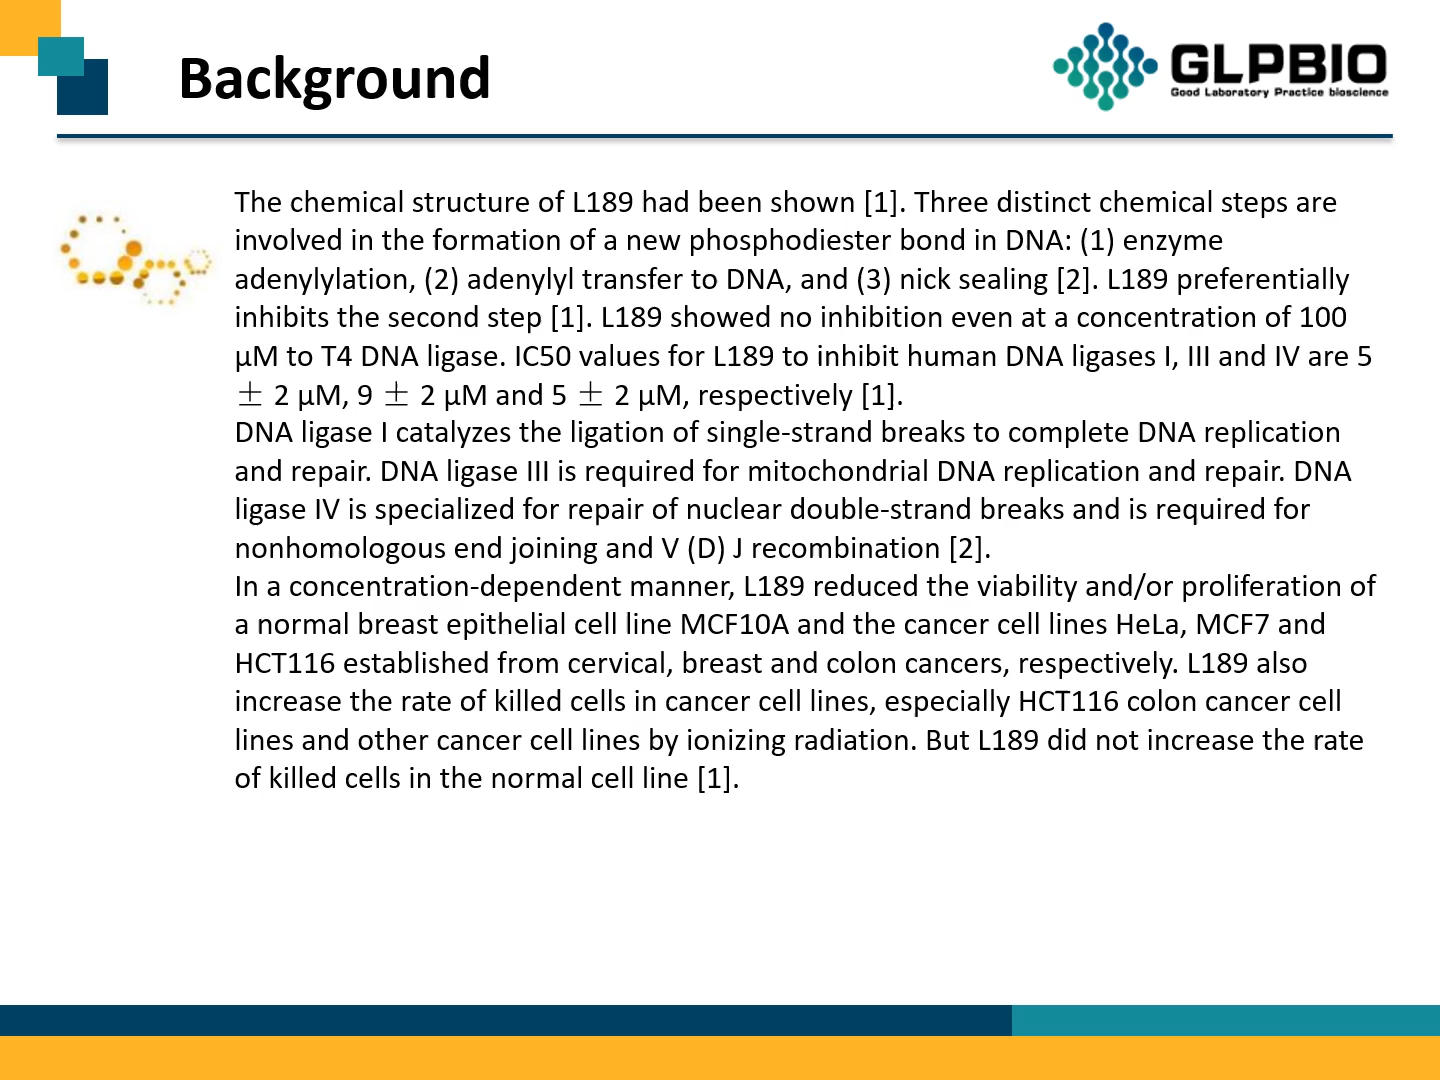 Background
GLPBIO
Good Laboratory Practice bioscience
The chemical structure of L189 had been shown [1]. Three distinct chemical steps are
involved in the formation of a new phosphodiester bond in DNA: (1) enzyme
adenylylation, (2) adenylyl transfer to DNA, and (3) nick sealing [2]. L189 preferentially
inhibits the second step [1]. L189 showed no inhibition even at a concentration of 100
μM to T4 DNA ligase. IC50 values for L189 to inhibit human DNA ligases I, III and IV are 5
± 2 μM, 9 ± 2 μM and 5 ± 2 μM, respectively [1].
DNA ligase I catalyzes the ligation of single-strand breaks to complete DNA replication
and repair. DNA ligase III is required for mitochondrial DNA replication and repair. DNA
ligase IV is specialized for repair of nuclear double-strand breaks and is required for
nonhomologous end joining and V (D) J recombination [2].
In a concentration-dependent manner, L189 reduced the viability and/or proliferation of
a normal breast epithelial cell line MCF10A and the cancer cell lines HeLa, MCF7 and
HCT116 established from cervical, breast and colon cancers, respectively. L189 also
increase the rate of killed cells in cancer cell lines, especially HCT116 colon cancer cell
lines and other cancer cell lines by ionizing radiation. But L189 did not increase the rate
of killed cells in the normal cell line [1].